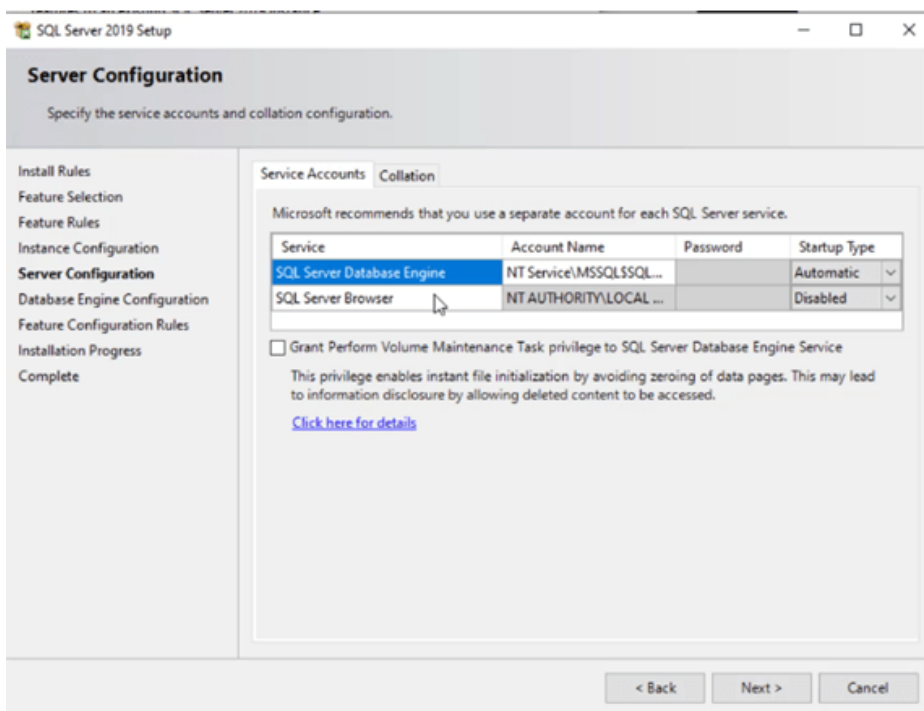 SQL Server 2019 Setup
Server Configuration
Specify the service accounts and collation configuration.
Install Rules
Feature Selection
Feature Rules
Instance Configuration
Server Configuration
Database Engine Configuration
Feature Configuration Rules
Installation Progress
Complete
Service Accounts Collation
Microsoft recommends that you use a separate account for each SQL Server service.
Service Account Name Password Startup Type
SQL Server Database Engine NT Service\MSSQL$SQL... Automatic
SQL Server Browser NT AUTHORITY\LOCAL ... Disabled
Grant Perform Volume Maintenance Task privilege to SQL Server Database Engine Service
This privilege enables instant file initialization by avoiding zeroing of data pages. This may lead
to information disclosure by allowing deleted content to be accessed.
Click here for details
< Back Next > Cancel